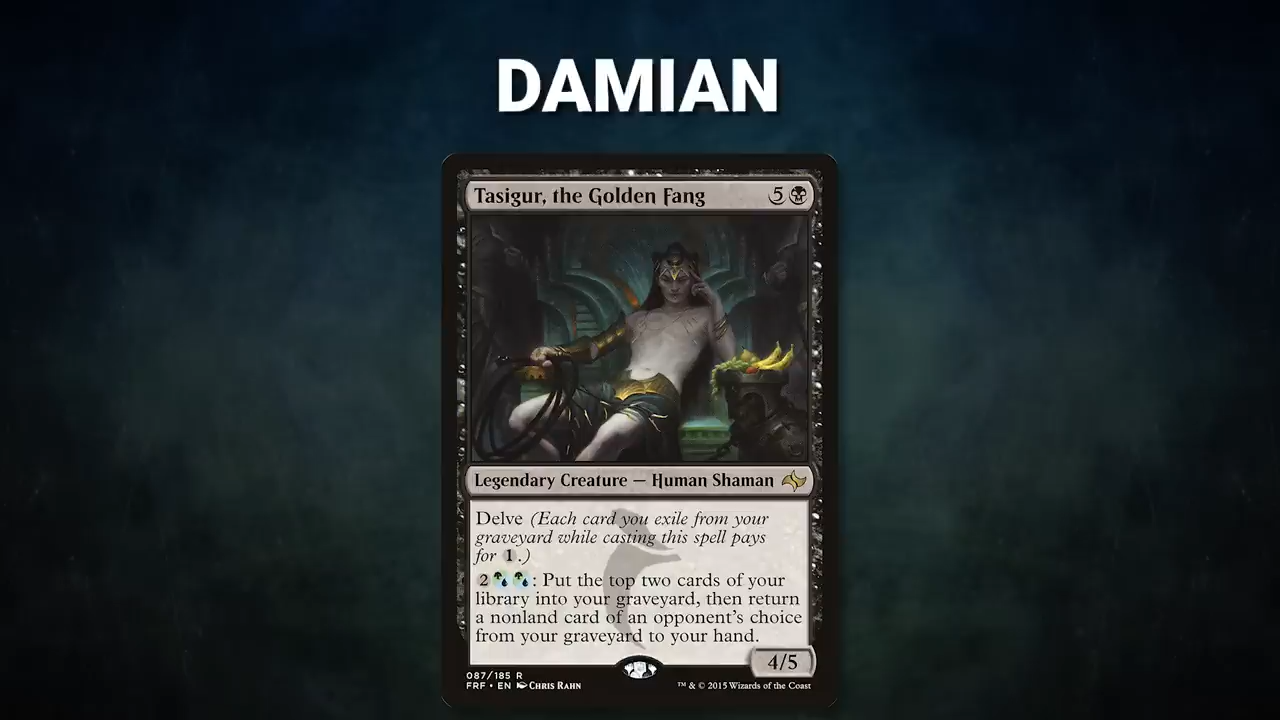 DAMIAN
Tasigur, the Golden Fang 5
Legendary Creature — Human Shaman
Delve (Each card you exile from your
graveyard while casting this spell pays
for 1.)
2 : Put the top two cards of your
library into your graveyard, then return
a nonland card of an opponent's choice
from your graveyard to your hand.
4/5
087/185 R
FRF • EN Chris Rahn
™ & © 2015 Wizards of the Coast